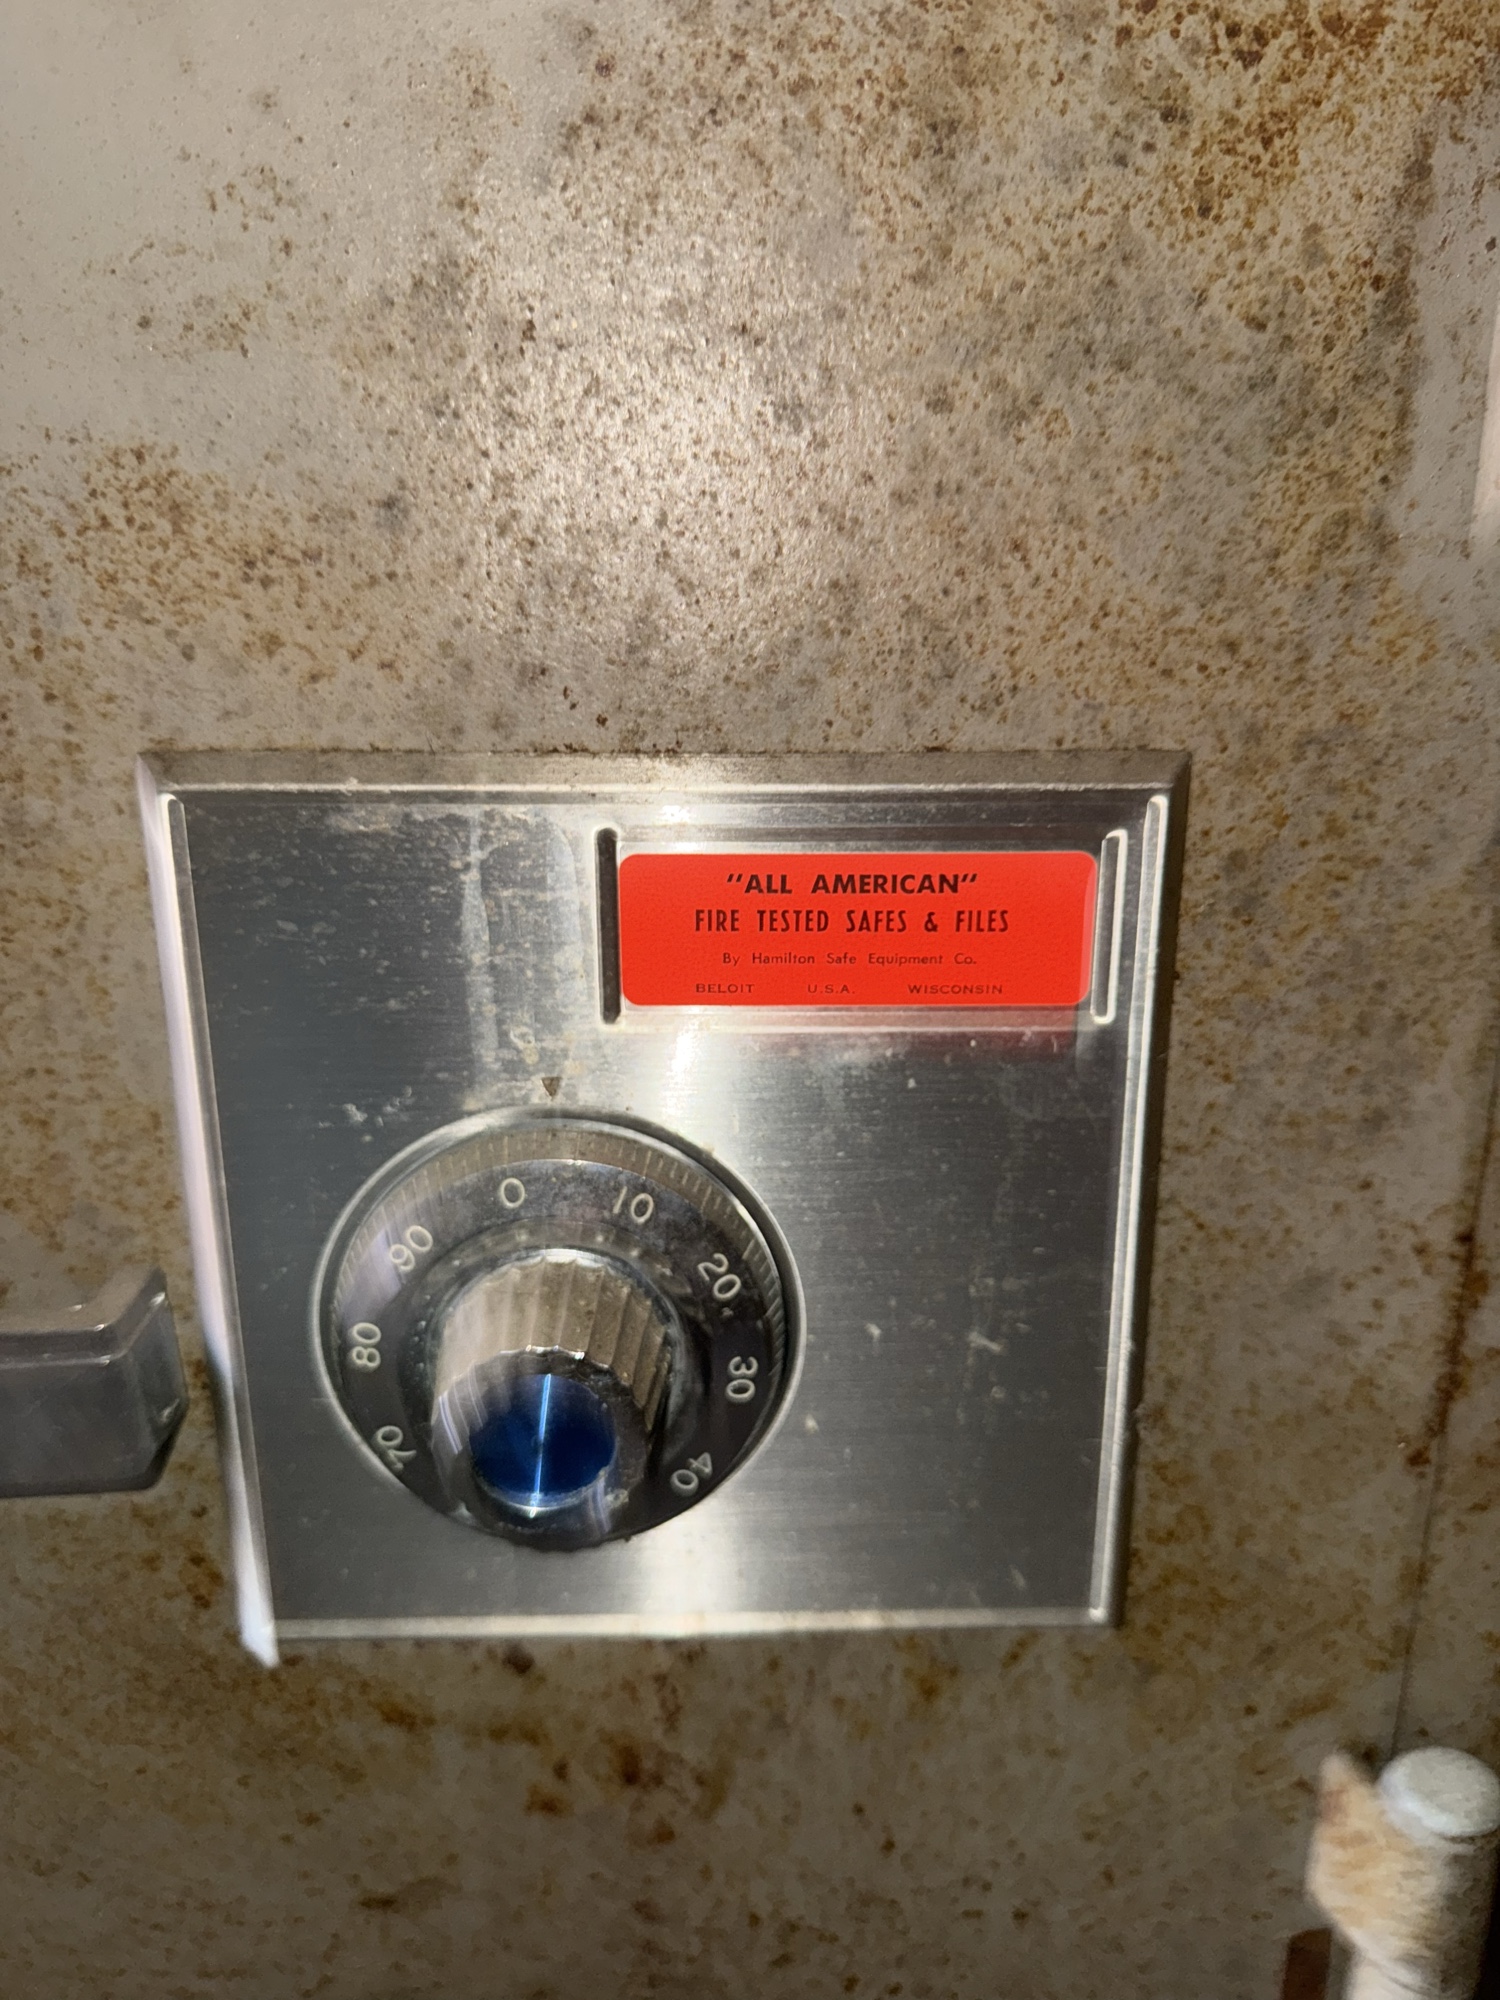 "ALL AMERICAN"
FIRE TESTED SAFES & FILES
By Hamilton Safe Equipment Co.
BELOIT U.S.A. WISCONSIN
0
10
20
30
40
70
80
90